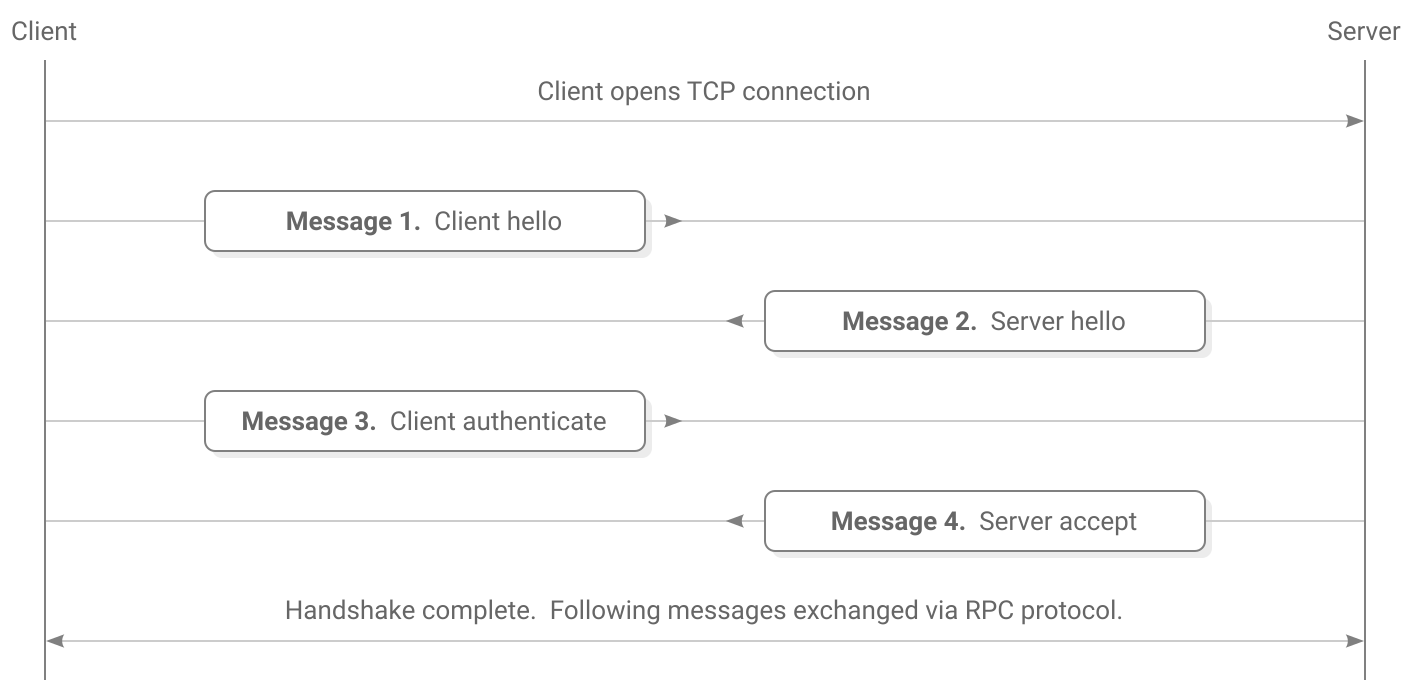 Client
Server
Client opens TCP connection
Message 1. Client hello
Message 2. Server hello
Message 3. Client authenticate
Message 4. Server accept
Handshake complete. Following messages exchanged via RPC protocol.